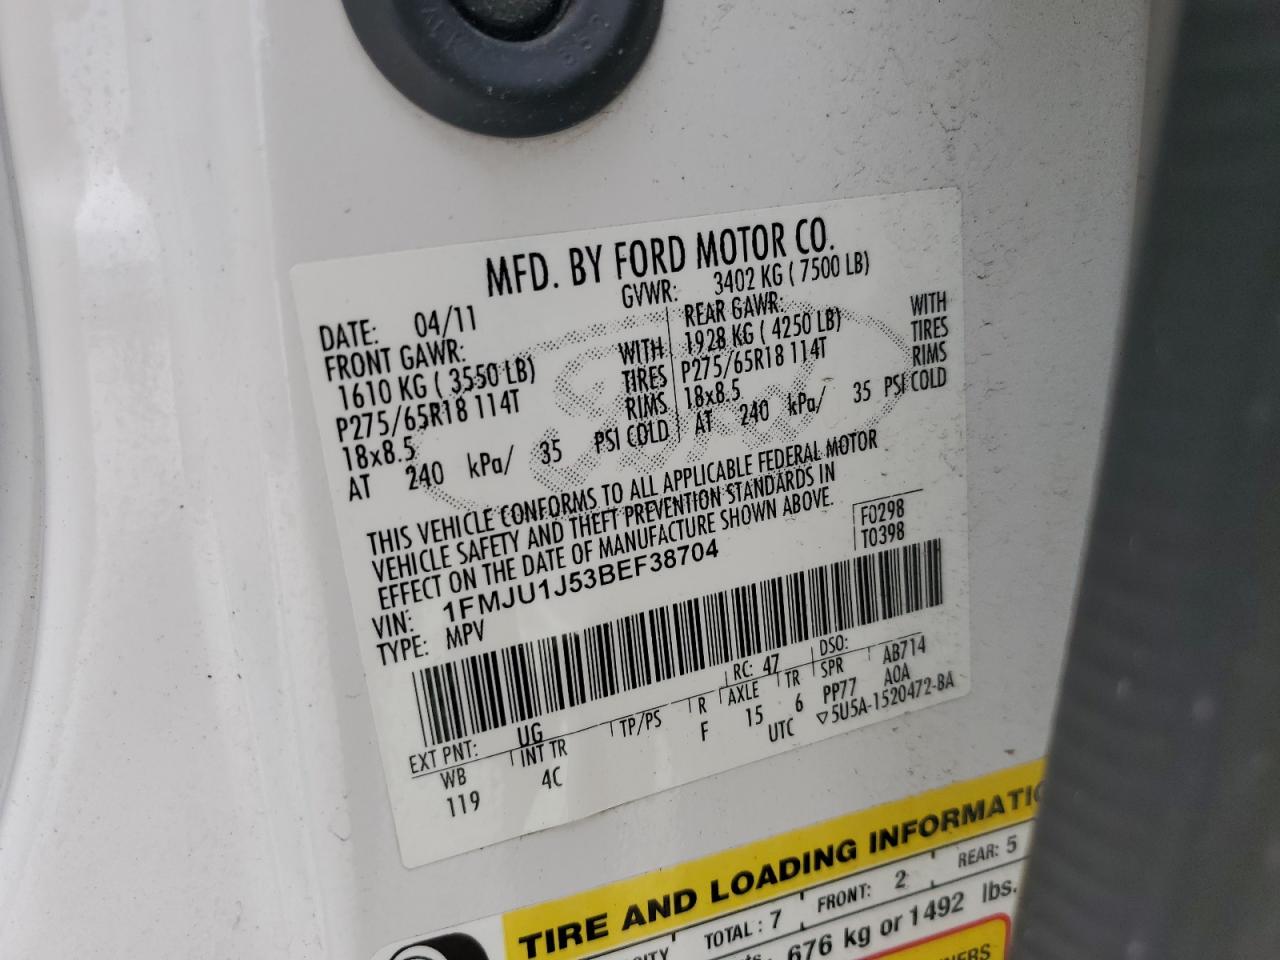 MFD. BY FORD MOTOR CO.
DATE: 04/11 GVWR: 3402 KG ( 7500 LB)
FRONT GAWR: REAR GAWR:
1610 KG ( 3550 LB) WITH 1928 KG ( 4250 LB) WITH
P275/65R18 114T TIRES P275/65R18 114T TIRES
18x8.5 RIMS 18x8.5 RIMS
AT 240 kPa/ 35 PSI COLD AT 240 kPa/ 35 PSI COLD
THIS VEHICLE CONFORMS TO ALL APPLICABLE FEDERAL MOTOR
VEHICLE SAFETY AND THEFT PREVENTION STANDARDS IN
EFFECT ON THE DATE OF MANUFACTURE SHOWN ABOVE.
F0298
T0398
VIN: 1FMJU1J53BEF38704
TYPE: MPV
EXT PNT: UG RC: 47 DSO: AB714
WB INT TR TP/PS R AXLE TR SPR A0A
119 4C F 15 6 PP77
UTC ▽5U5A-1520472-BA
TIRE AND LOADING INFORMATIO
TOTAL : 7 FRONT: 2 REAR: 5
676 kg or 1492 lbs.